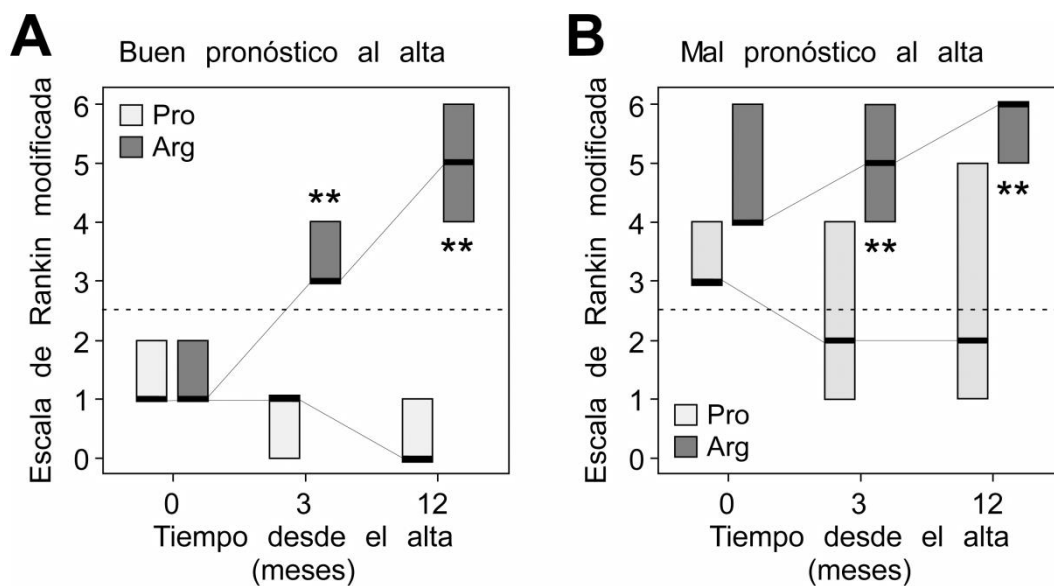 A
Buen pronóstico al alta
Escala de Rankin modificada
6
5
4
3
2
1
0
Pro
Arg
**
**
0 3 12
Tiempo desde el alta
(meses)
B
Mal pronóstico al alta
Escala de Rankin modificada
6
5
4
3
2
1
0
**
**
Pro
Arg
0 3 12
Tiempo desde el alta
(meses)